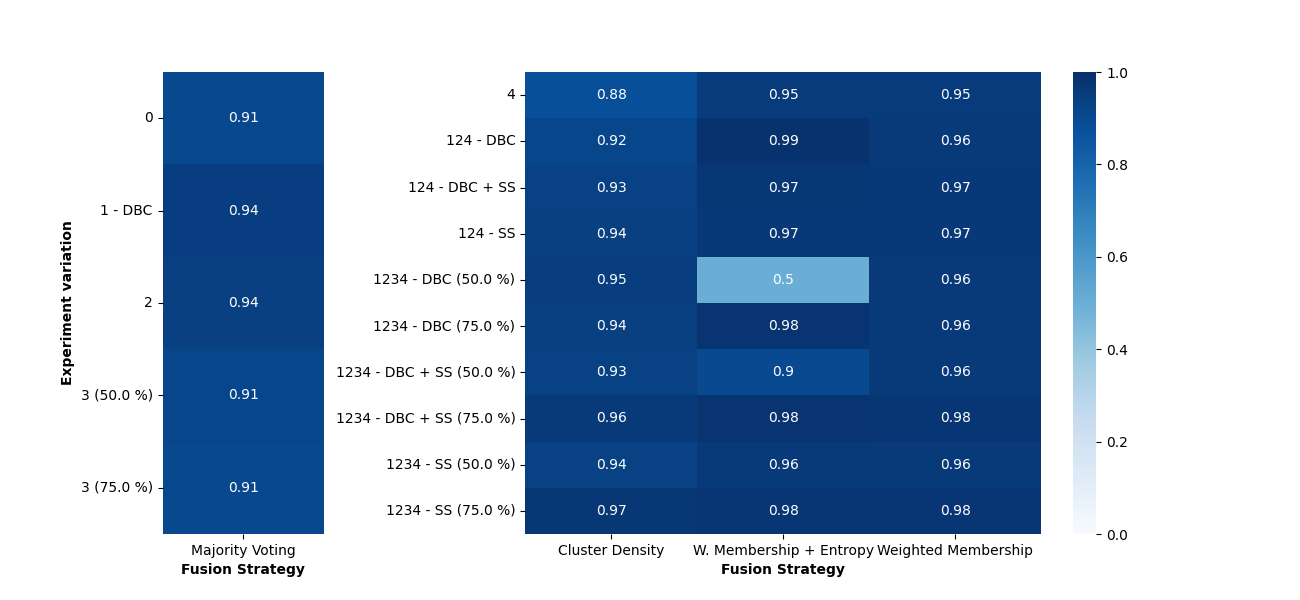 Experiment variation
0 0.91
1 - DBC 0.94
2 0.94
3 (50.0 %) 0.91
3 (75.0 %) 0.91
Majority Voting
Fusion Strategy
4 0.88 0.95 0.95
124 - DBC 0.92 0.99 0.96
124 - DBC + SS 0.93 0.97 0.97
124 - SS 0.94 0.97 0.97
1234 - DBC (50.0 %) 0.95 0.5 0.96
1234 - DBC (75.0 %) 0.94 0.98 0.96
1234 - DBC + SS (50.0 %) 0.93 0.9 0.96
1234 - DBC + SS (75.0 %) 0.96 0.98 0.98
1234 - SS (50.0 %) 0.94 0.96 0.96
1234 - SS (75.0 %) 0.97 0.98 0.98
Cluster Density W. Membership + Entropy Weighted Membership
Fusion Strategy
1.0
0.8
0.6
0.4
0.2
0.0